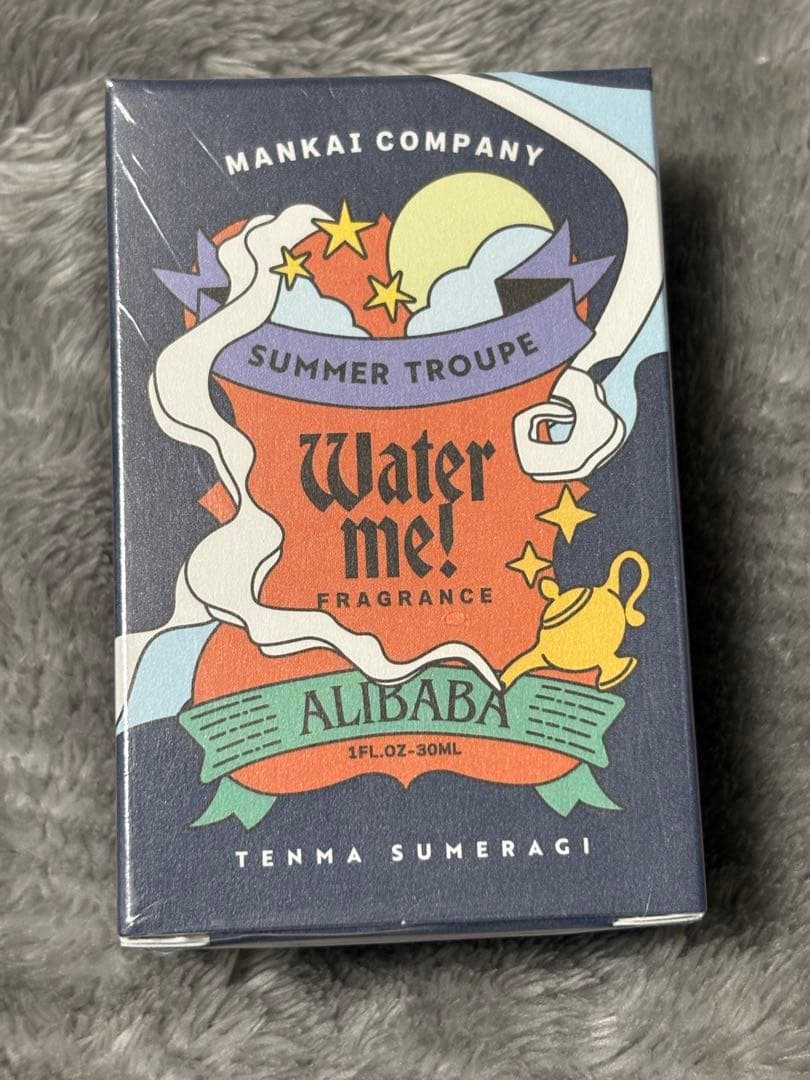 MANKAI COMPANY
SUMMER TROUPE
Water
me!
FRAGRANCE
ALIBABA
1FL.OZ-30ML
TENMA SUMERAGI